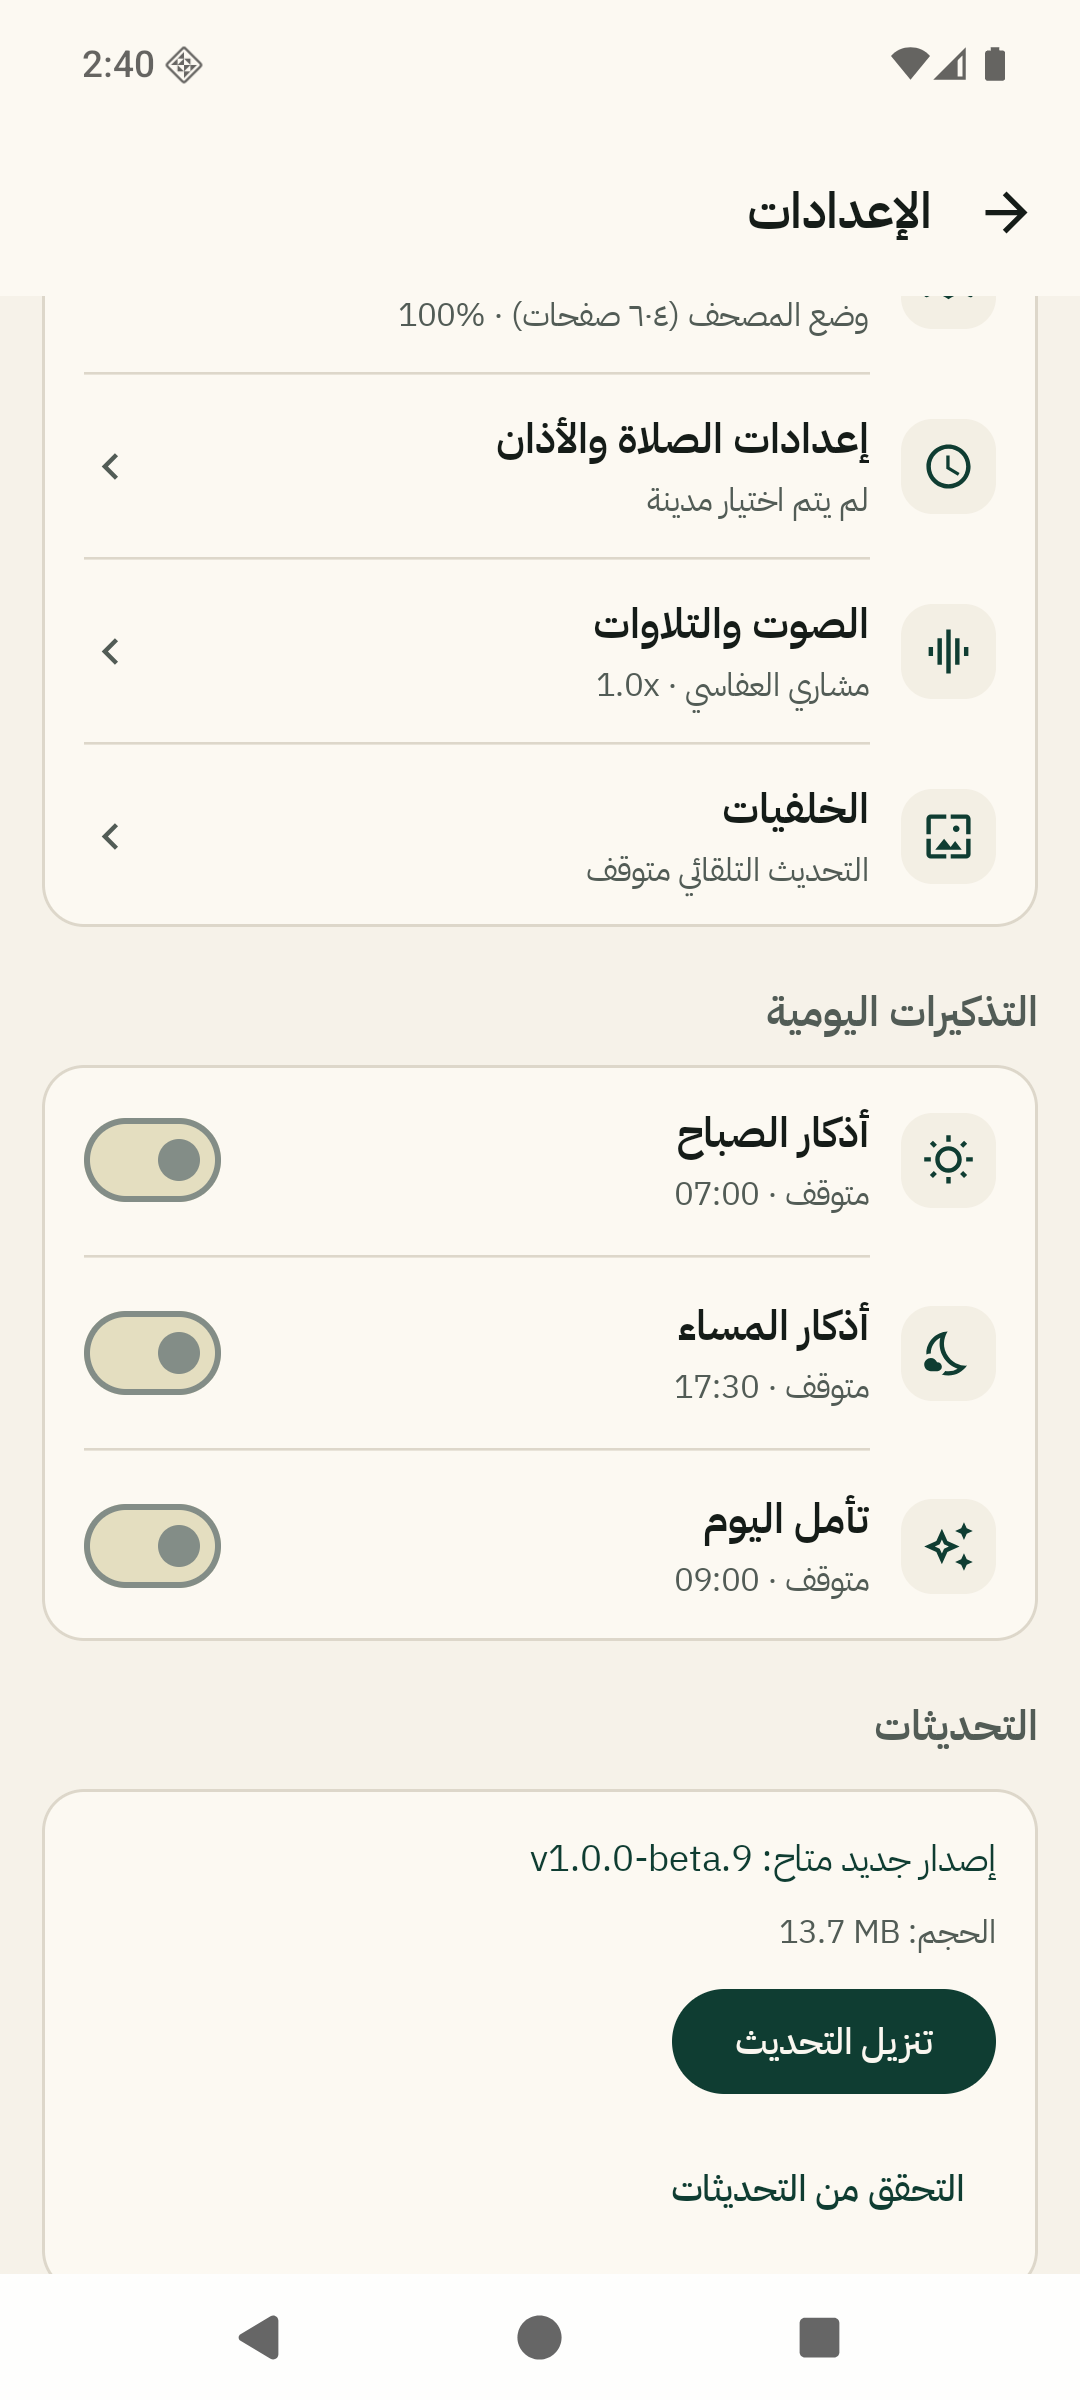 2:40
الإعدادات
وضع المصحف (٦٠٤ صفحات) · 100%
إعدادات الصلاة والأذان
لم يتم اختيار مدينة
الصوت والتلاوات
مشاري العفاسي · 1.0x
الخلفيات
التحديث التلقائي متوقف
التذكيرات اليومية
أذكار الصباح
متوقف · 07:00
أذكار المساء
متوقف · 17:30
تأمل اليوم
متوقف · 09:00
التحديثات
إصدار جديد متاح: v1.0.0-beta.9
الحجم: 13.7 MB
تنزيل التحديث
التحقق من التحديثات